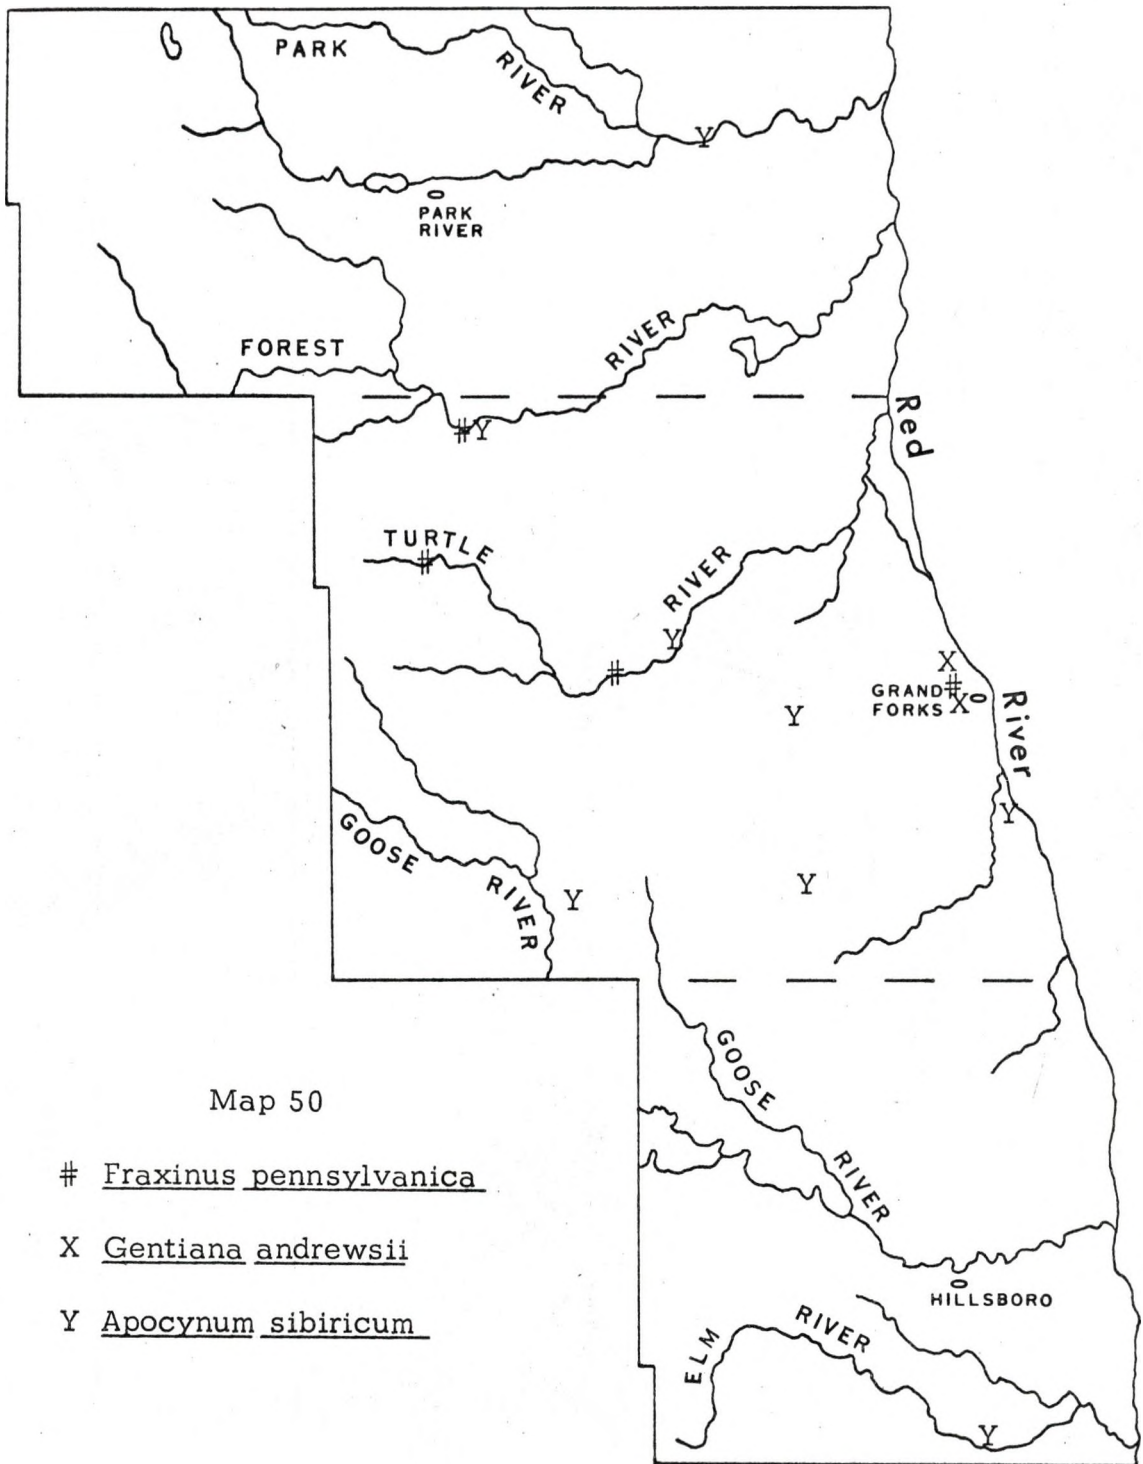 PARK
RIVER
Y
PARK
RIVER
FOREST
RIVER
Red
# Y
TURTLE
#
RIVER
Y
#
X
GRAND #
FORKS X
Y
River
Y
GOOSE
RIVER
Y
Y
GOOSE
RIVER
HILLSBORO
ELM
RIVER
Y
Map 50
# Fraxinus pennsylvanica
X Gentiana andrewsii
Y Apocynum sibiricum